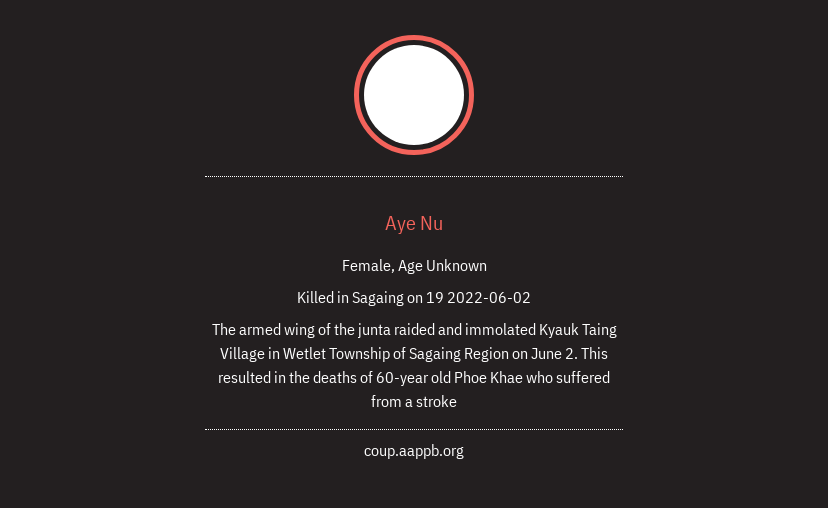 Aye Nu
Female, Age Unknown
Killed in Sagaing on 19 2022-06-02
The armed wing of the junta raided and immolated Kyauk Taing
Village in Wetlet Township of Sagaing Region on June 2. This
resulted in the deaths of 60-year old Phoe Khae who suffered
from a stroke
coup.aappb.org